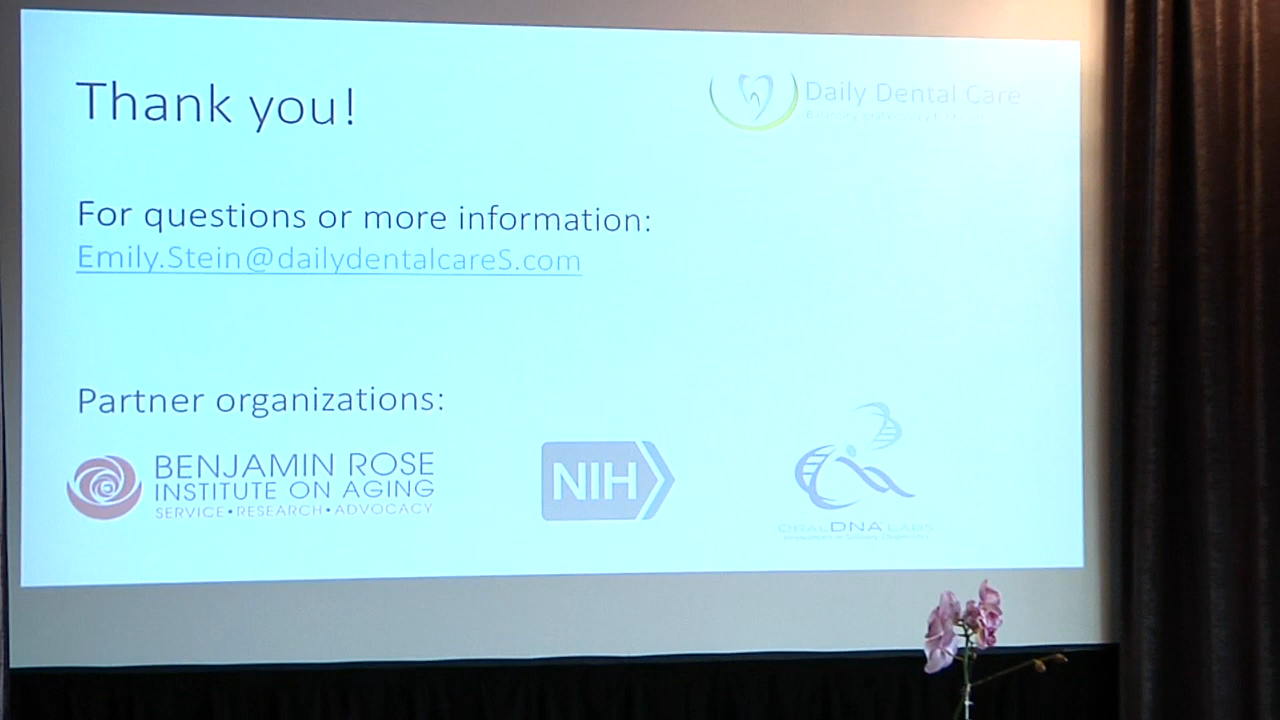 Thank you!
Daily Dental Care
For questions or more information:
Emily.Stein@dailydentalcareS.com
Partner organizations:
BENJAMIN ROSE
INSTITUTE ON AGING
SERVICE • RESEARCH • ADVOCACY
NIH
ORALDNA LABS